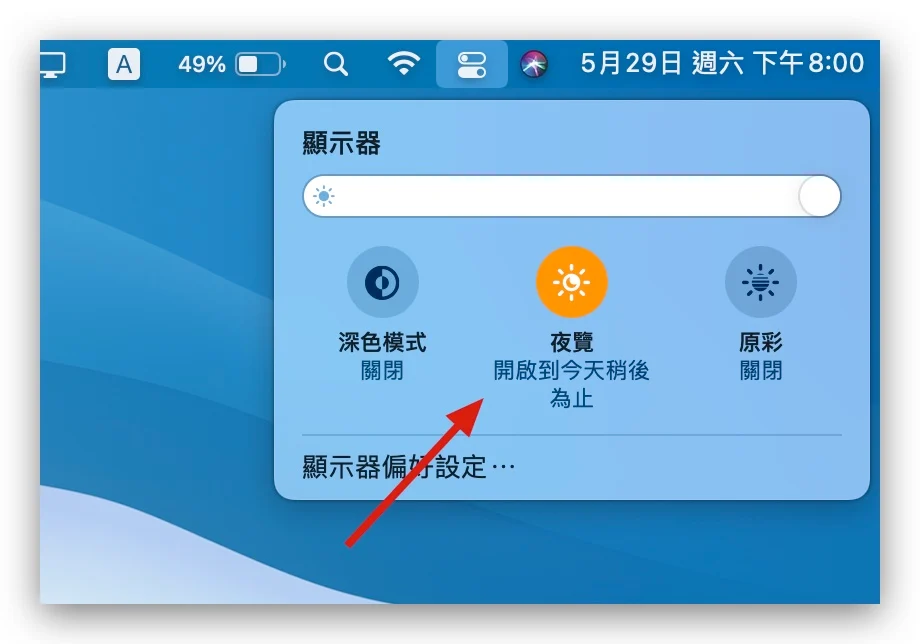 A 49% 5月29日 週六 下午8:00
顯示器
深色模式 夜覽 原彩
關閉 開啟到今天稍後 關閉
為止
顯示器偏好設定⋯